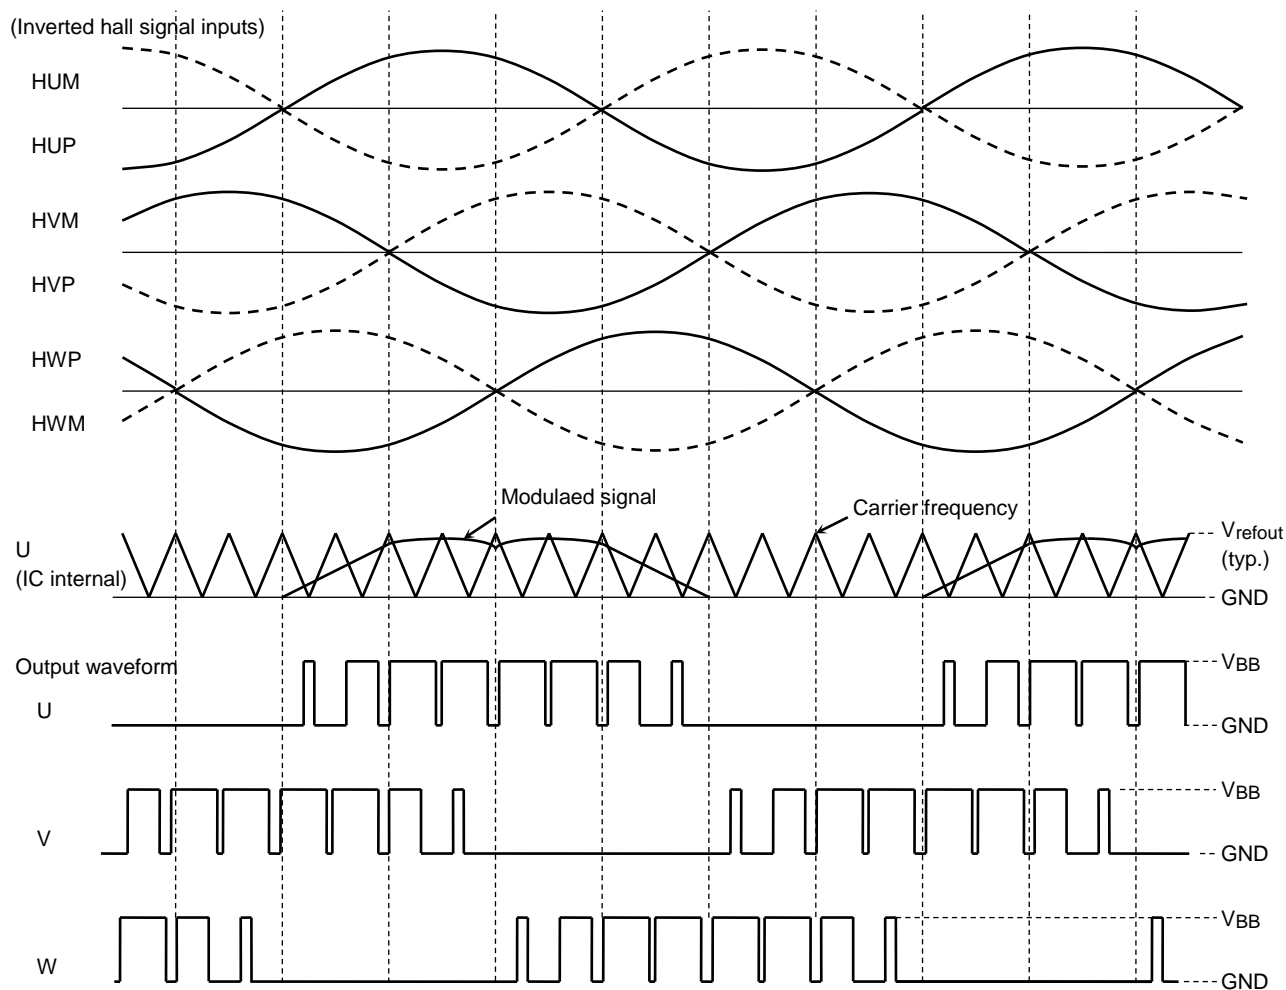 (Inverted hall signal inputs)
HUM
HUP
HVM
HVP
HWP
HWM
Modulaed signal
Carrier frequency
U
(IC internal)
Vrefout
(typ.)
GND
Output waveform
VBB
U
GND
VBB
V
GND
VBB
W
GND